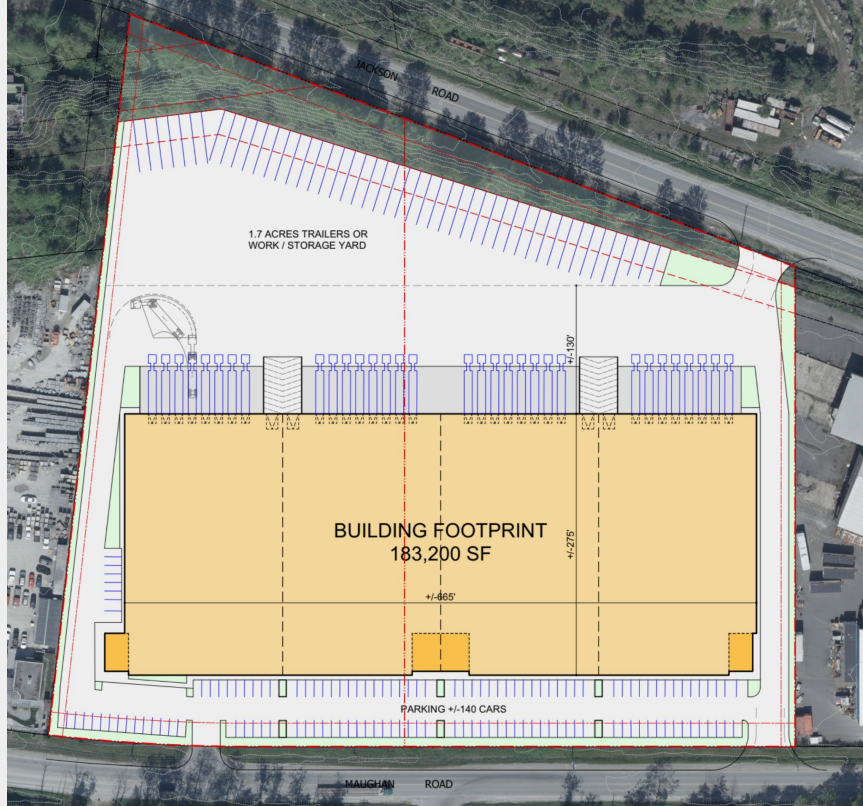 JACKSON ROAD
1.7 ACRES TRAILERS OR
WORK / STORAGE YARD
+/-130'
BUILDING FOOTPRINT
183,200 SF
+/-275'
+/-665'
PARKING +/-140 CARS
MAUGHAN ROAD